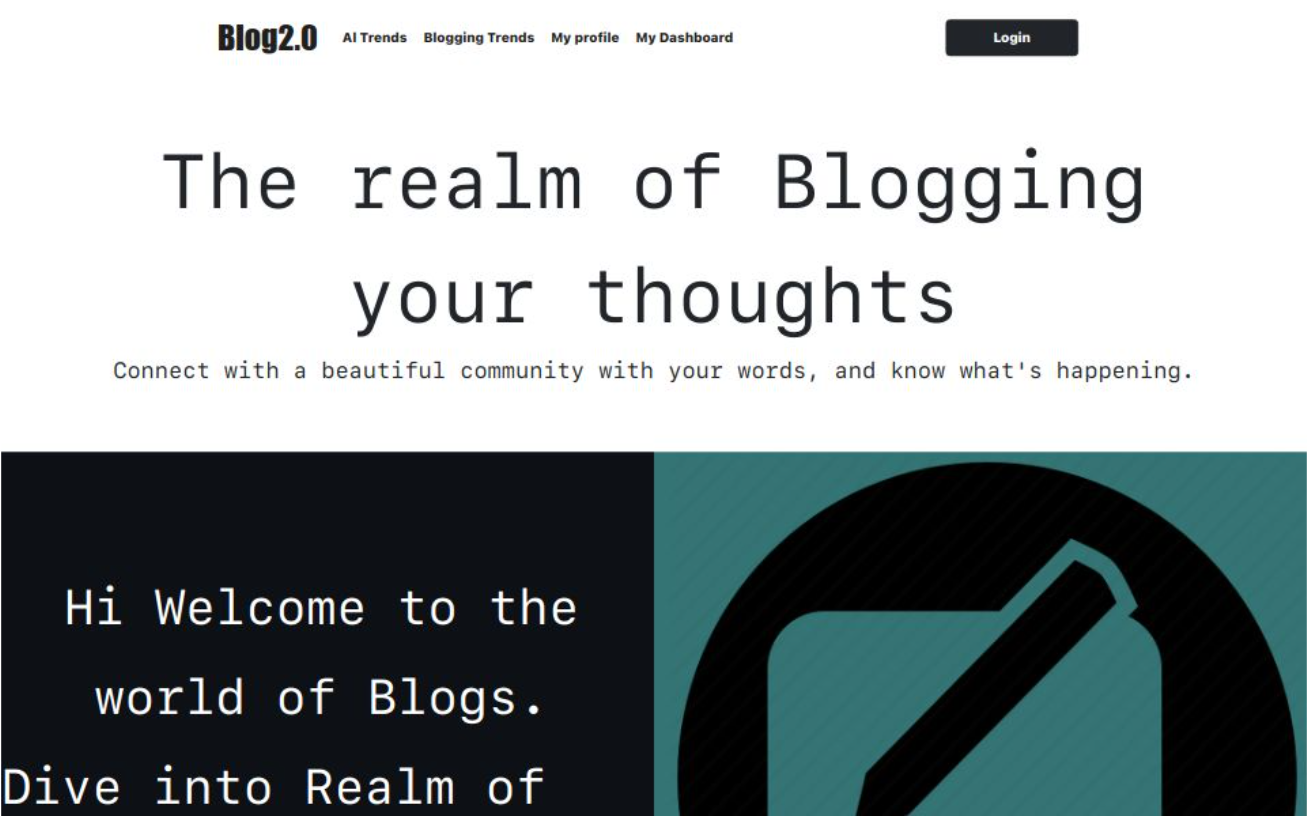 Blog2.0 AI Trends Blogging Trends My profile My Dashboard Login
The realm of Blogging
your thoughts
Connect with a beautiful community with your words, and know what's happening.
Hi Welcome to the
world of Blogs.
Dive into Realm of